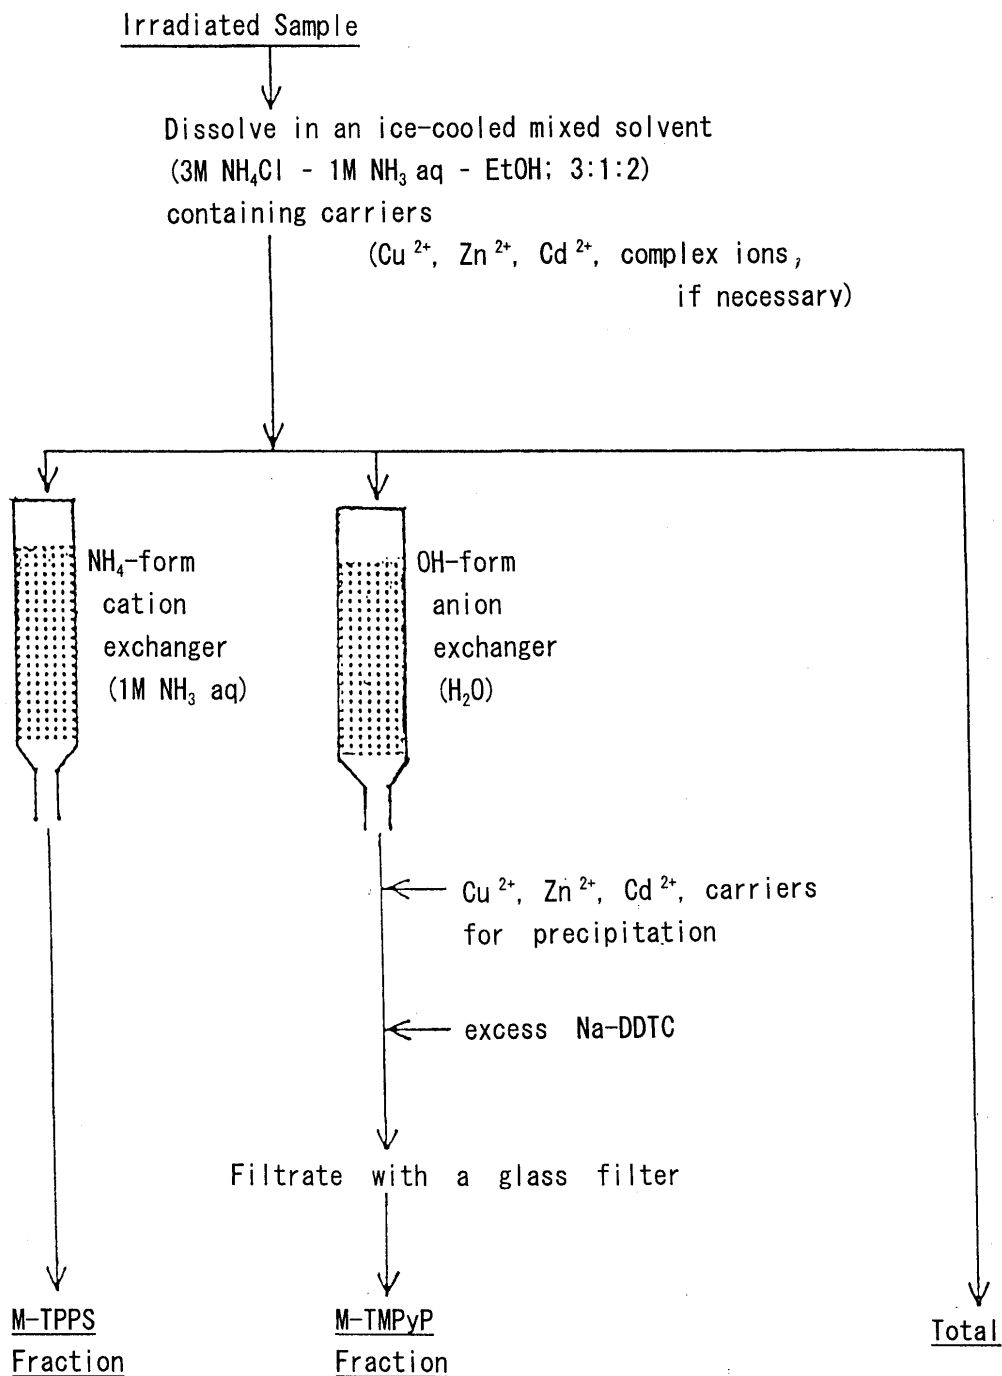 Irradiated Sample
Dissolve in an ice-cooled mixed solvent
(3M NH₄Cl - 1M NH₃ aq - EtOH; 3:1:2)
containing carriers
(Cu²⁺, Zn²⁺, Cd²⁺, complex ions,
if necessary)
NH₄-form
cation
exchanger
(1M NH₃ aq)
OH-form
anion
exchanger
(H₂O)
Cu²⁺, Zn²⁺, Cd²⁺, carriers
for precipitation
excess Na-DDTC
Filtrate with a glass filter
M-TPPS
Fraction
M-TMPyP
Fraction
Total